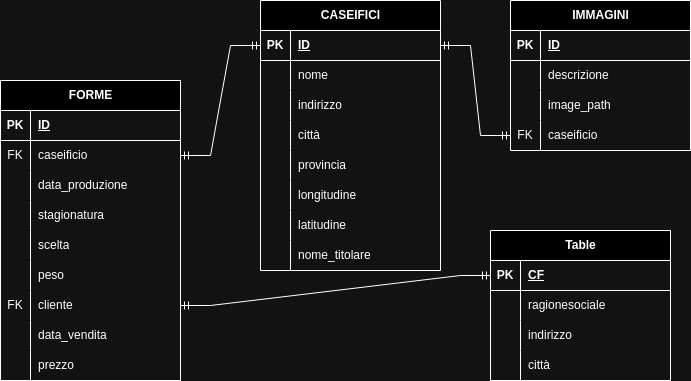 FORME
PK ID
FK caseificio
data_produzione
stagionatura
scelta
peso
FK cliente
data_vendita
prezzo
CASEIFICI
PK ID
nome
indirizzo
città
provincia
longitudine
latitudine
nome_titolare
IMMAGINI
PK ID
descrizione
image_path
FK caseificio
Table
PK CF
ragionesociale
indirizzo
città